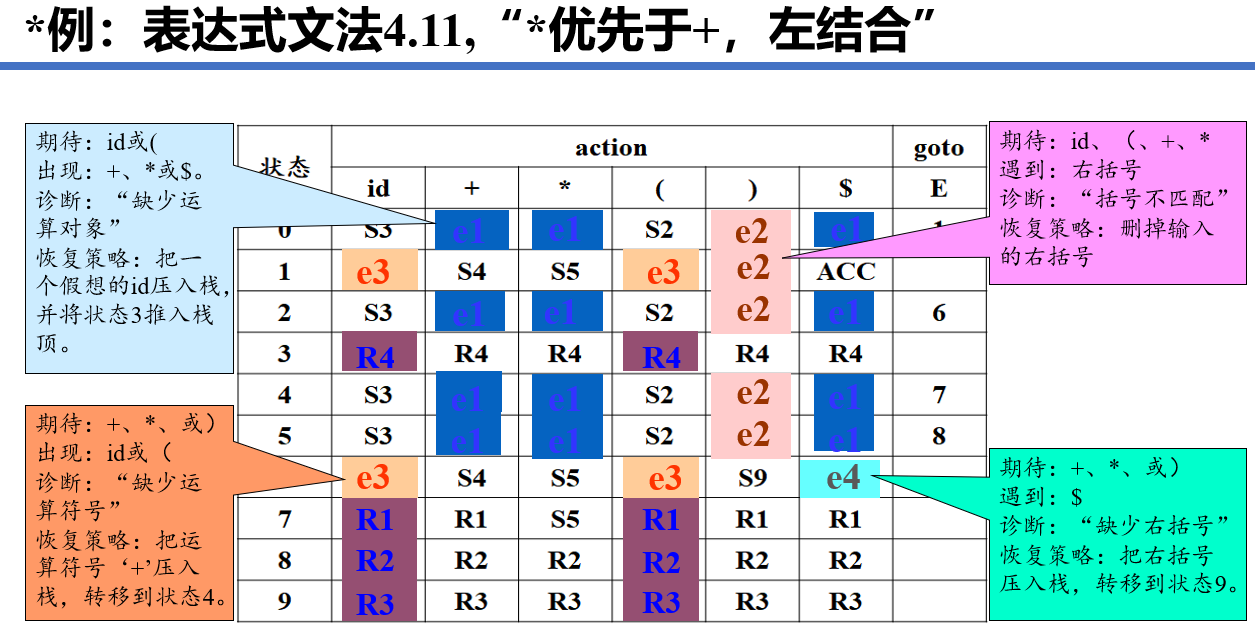 *例：表达式文法4.11,“*优先于+，左结合”
期待：id或(
出现：+、*或$。
诊断：“缺少运
算对象”
恢复策略：把一
个假想的id压入栈,
并将状态3推入栈
顶。
期待：+、*、或）
出现：id或（
诊断：“缺少运
算符号”
恢复策略：把运
算符号‘+’压入
栈，转移到状态4。
状态 action goto
id + * ( ) $ E
0 S3 e1 e1 S2 e2 e1
1 e3 S4 S5 e3 e2 ACC
2 S3 e1 e1 S2 e2 e1 6
3 R4 R4 R4 R4 R4 R4
4 S3 e1 e1 S2 e2 e1 7
5 S3 e1 e1 S2 e2 e1 8
e3 S4 S5 e3 S9 e4
7 R1 R1 S5 R1 R1 R1
8 R2 R2 R2 R2 R2 R2
9 R3 R3 R3 R3 R3 R3
期待：id、（、+、*
遇到：右括号
诊断：“括号不匹配”
恢复策略：删掉输入
的右括号
期待：+、*、或）
遇到：$
诊断：“缺少右括号”
恢复策略：把右括号
压入栈，转移到状态9。